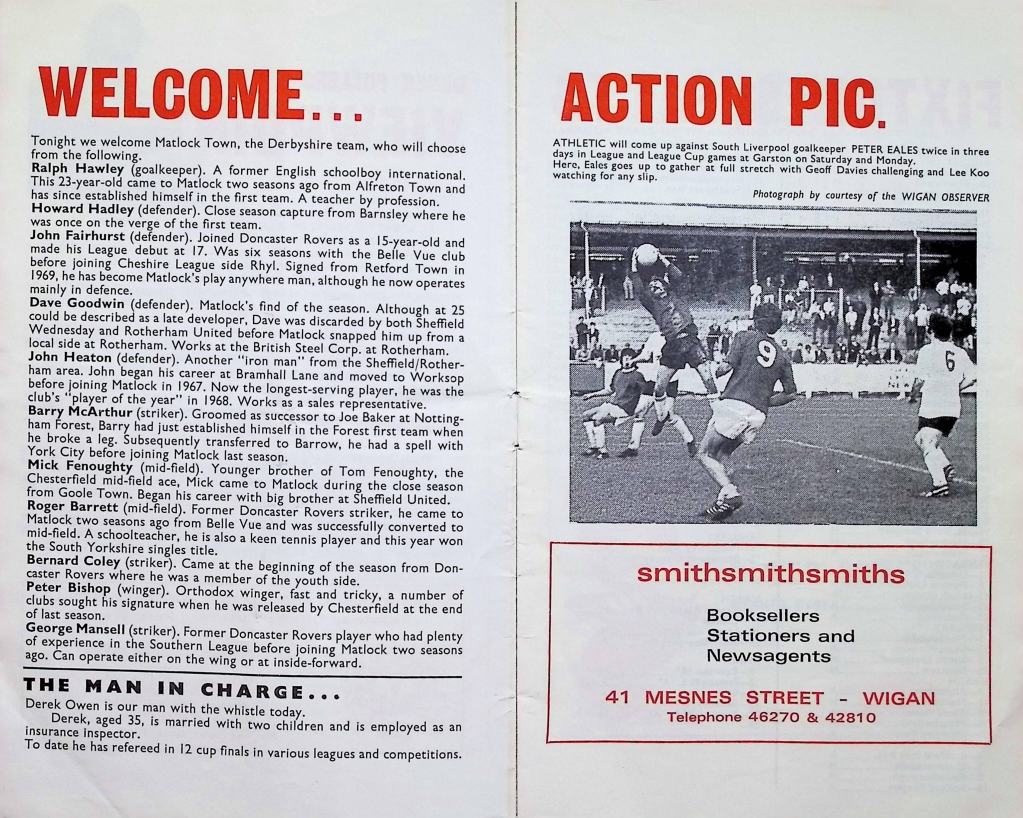 WELCOME...
Tonight we welcome Matlock Town, the Derbyshire team, who will choose
from the following.
Ralph Hawley (goalkeeper). A former English schoolboy international.
This 23-year-old came to Matlock two seasons ago from Alfreton Town and
has since established himself in the first team. A teacher by profession.
Howard Hadley (defender). Close season capture from Barnsley where he
was once on the verge of the first team.
John Fairhurst (defender). Joined Doncaster Rovers as a 15-year-old and
made his League debut at 17. Was six seasons with the Belle Vue club
before joining Cheshire League side Rhyl. Signed from Retford Town in
1969, he has become Matlock's play anywhere man, although he now operates
mainly in defence.
Dave Goodwin (defender). Matlock's find of the season. Although at 25
could be described as a late developer, Dave was discarded by both Sheffield
Wednesday and Rotherham United before Matlock snapped him up from a
local side at Rotherham. Works at the British Steel Corp. at Rotherham.
John Heaton (defender). Another "iron man" from the Sheffield/Rother-
ham area. John began his career at Bramhall Lane and moved to Worksop
before joining Matlock in 1967. Now the longest-serving player, he was the
club's "player of the year" in 1968. Works as a sales representative.
Barry McArthur (striker). Groomed as successor to Joe Baker at Notting-
ham Forest, Barry had just established himself in the Forest first team when
he broke a leg. Subsequently transferred to Barrow, he had a spell with
York City before joining Matlock last season.
Mick Fenoughty (mid-field). Younger brother of Tom Fenoughty, the
Chesterfield mid-field ace, Mick came to Matlock during the close season
from Goole Town. Began his career with big brother at Sheffield United.
Roger Barrett (mid-field). Former Doncaster Rovers striker, he came to
Matlock two seasons ago from Belle Vue and was successfully converted to
mid-field. A schoolteacher, he is also a keen tennis player and this year won
the South Yorkshire singles title.
Bernard Coley (striker). Came at the beginning of the season from Don-
caster Rovers where he was a member of the youth side.
Peter Bishop (winger). Orthodox winger, fast and tricky, a number of
clubs sought his signature when he was released by Chesterfield at the end
of last season.
George Mansell (striker). Former Doncaster Rovers player who had plenty
of experience in the Southern League before joining Matlock two seasons
ago. Can operate either on the wing or at inside-forward.
THE MAN IN CHARGE...
Derek Owen is our man with the whistle today.
Derek, aged 35, is married with two children and is employed as an
insurance inspector.
To date he has refereed in 12 cup finals in various leagues and competitions.
ACTION PIC.
ATHLETIC will come up against South Liverpool goalkeeper PETER EALES twice in three
days in League and League Cup games at Garston on Saturday and Monday.
Here, Eales goes up to gather at full stretch with Geoff Davies challenging and Lee Koo
watching for any slip.
Photograph by courtesy of the WIGAN OBSERVER
9
6
smithsmithsmiths
Booksellers
Stationers and
Newsagents
41 MESNES STREET - WIGAN
Telephone 46270 & 42810